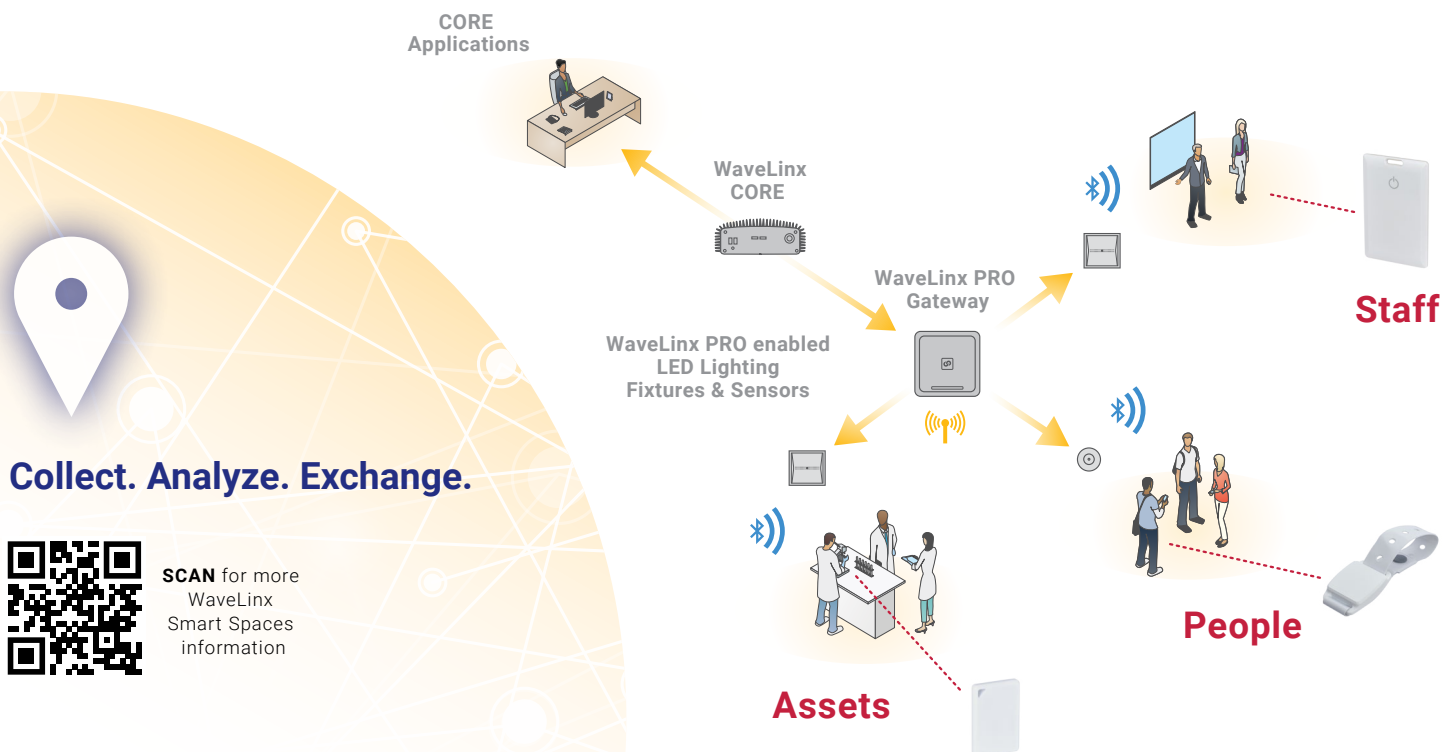 CORE
Applications
WaveLinx
CORE
WaveLinx PRO
Gateway
WaveLinx PRO enabled
LED Lighting
Fixtures & Sensors
Staff
People
Assets
Collect. Analyze. Exchange.
SCAN for more
WaveLinx
Smart Spaces
information